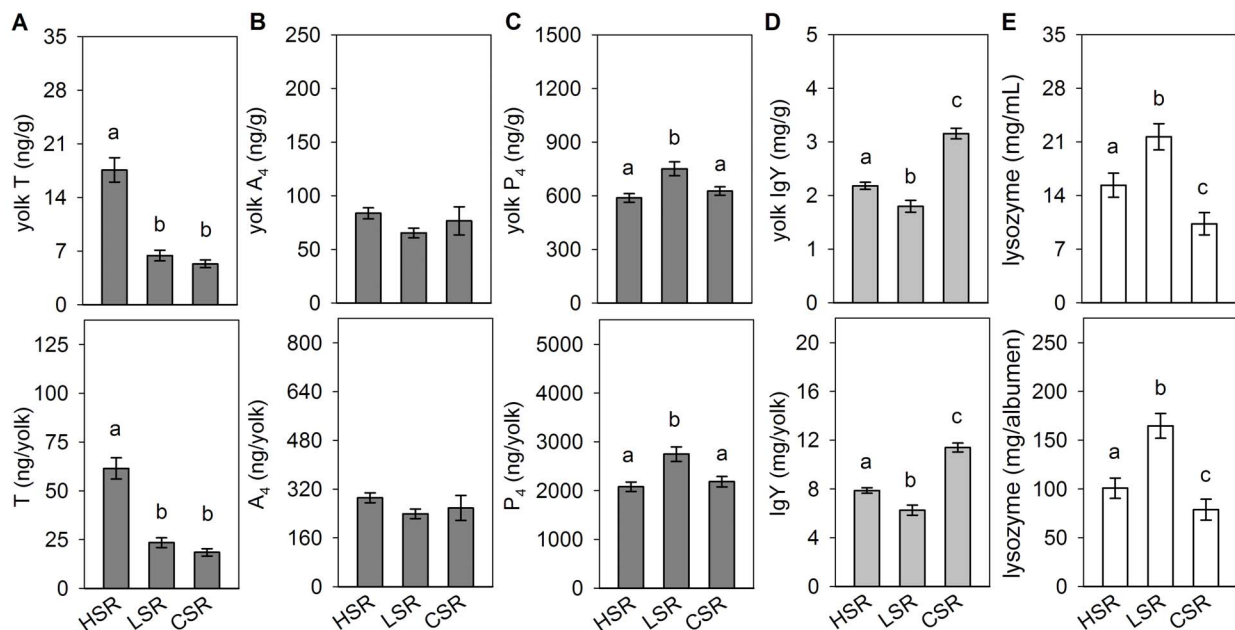 A
yolk T (ng/g)
35
28
21
14
7
0
a
b
b
B
yolk A4 (ng/g)
250
200
150
100
50
0
C
yolk P4 (ng/g)
1500
1200
900
600
300
0
a
b
a
D
yolk IgY (mg/g)
5
4
3
2
1
0
a
b
c
E
lysozyme (mg/mL)
35
28
21
14
7
0
a
b
c
T (ng/yolk)
125
100
75
50
25
0
a
b
b
HSR
LSR
CSR
A4 (ng/yolk)
800
640
480
320
160
0
HSR
LSR
CSR
P4 (ng/yolk)
5000
4000
3000
2000
1000
0
a
b
a
HSR
LSR
CSR
IgY (mg/yolk)
20
16
12
8
4
0
a
b
c
HSR
LSR
CSR
lysozyme (mg/albumen)
250
200
150
100
50
0
a
b
c
HSR
LSR
CSR